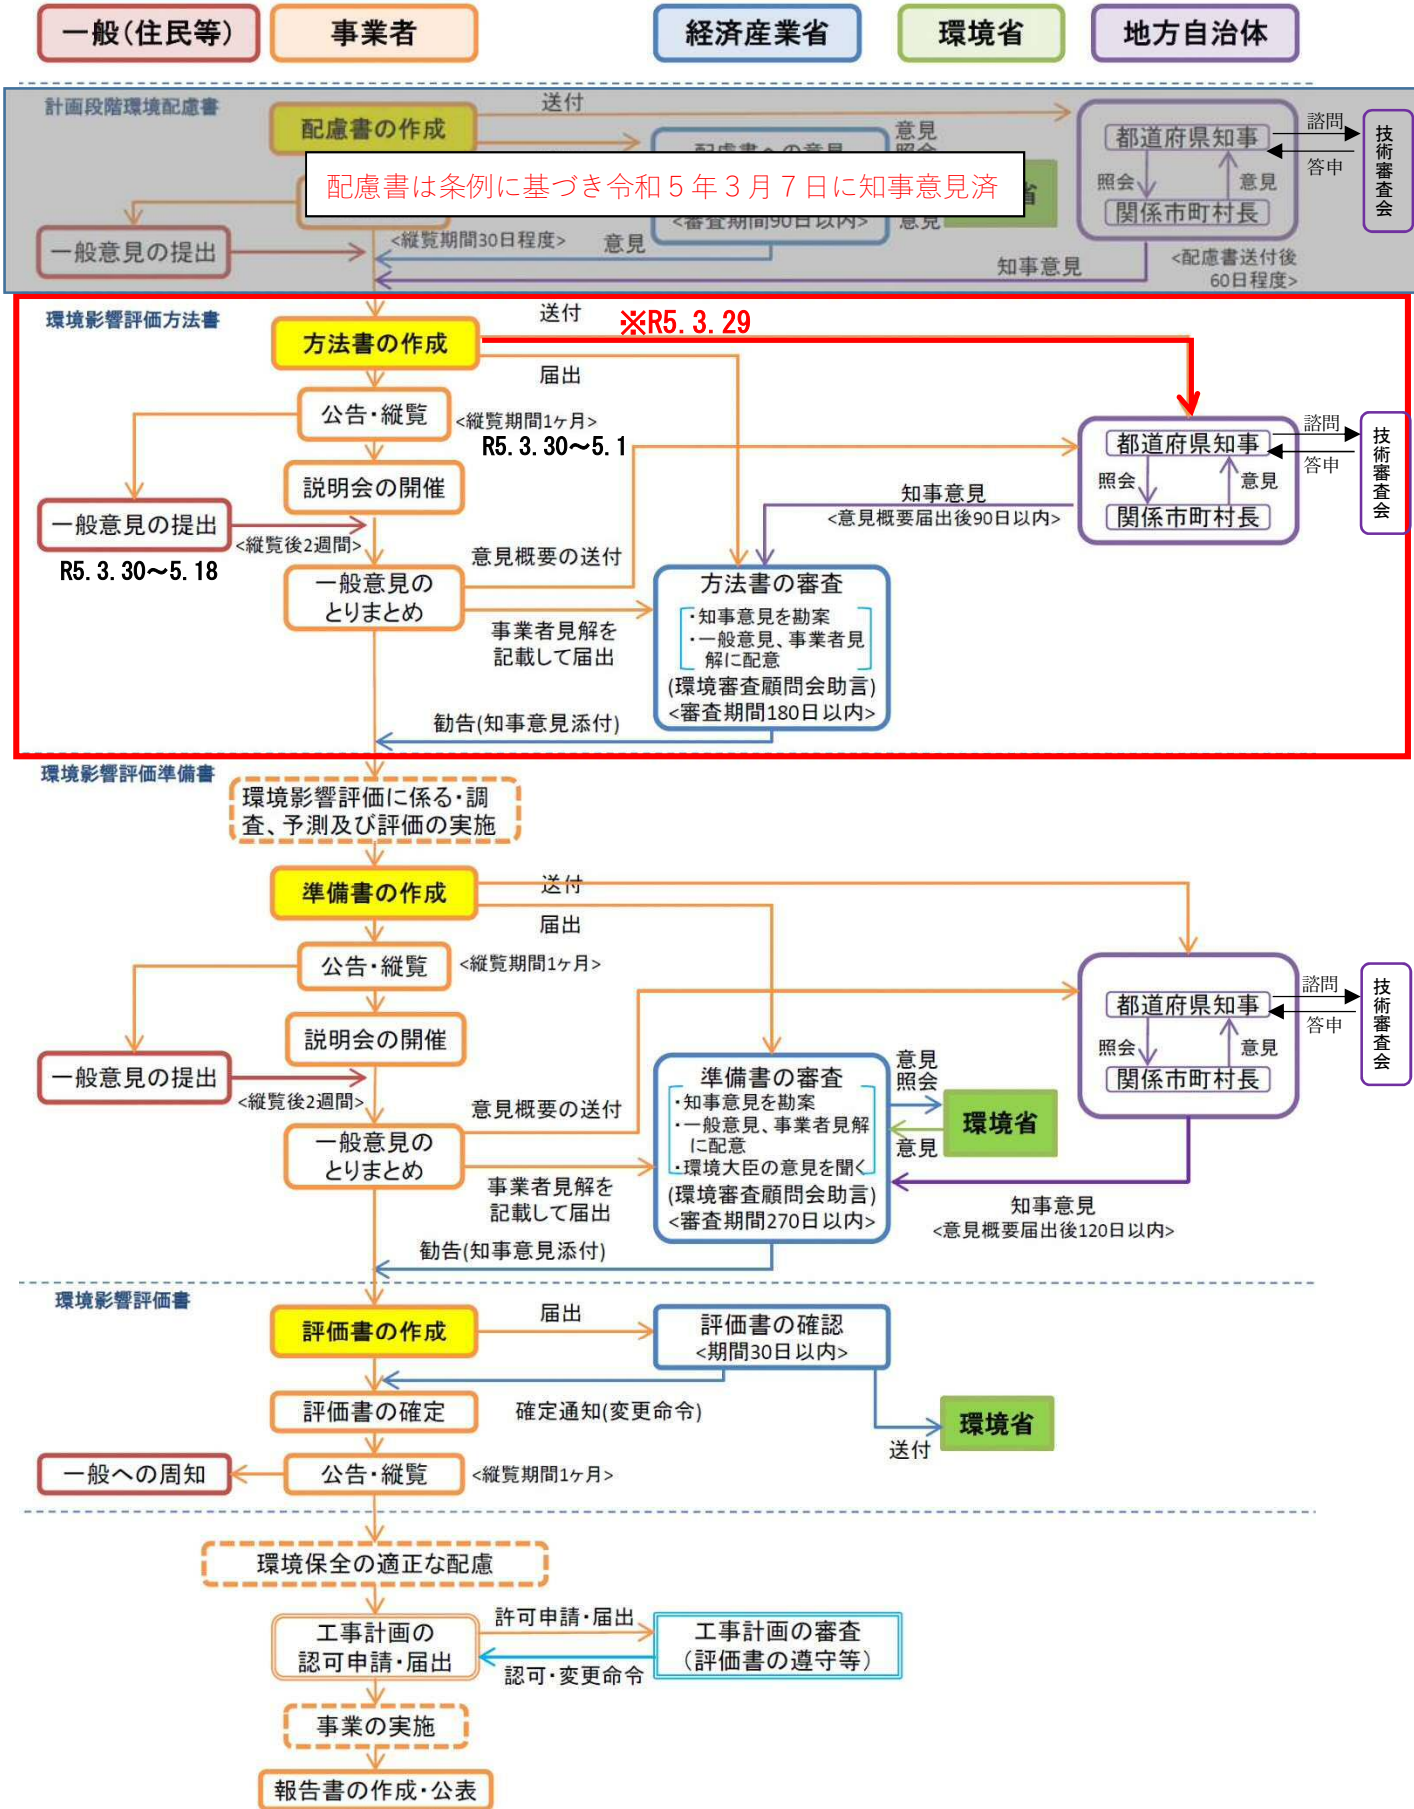 一般(住民等)
事業者
経済産業省
環境省
地方自治体
計画段階環境配慮書
送付
配慮書の作成
意見
都道府県知事
諮問
答申
技術審査会
配慮書は条例に基づき令和５年３月７日に知事意見済
照会
意見
関係市町村長
<審査期間90日以内>
意見
省
一般意見の提出
<縦覧期間30日程度>
意見
知事意見
<配慮書送付後
60日程度>
環境影響評価方法書
送付
※R5.3.29
方法書の作成
届出
公告・縦覧
<縦覧期間1ヶ月>
R5.3.30～5.1
都道府県知事
諮問
答申
技術審査会
照会
意見
関係市町村長
説明会の開催
知事意見
<意見概要届出後90日以内>
一般意見の提出
<縦覧後2週間>
R5.3.30～5.18
意見概要の送付
一般意見の
とりまとめ
事業者見解を
記載して届出
方法書の審査
・知事意見を勘案
・一般意見、事業者見
解に配意
(環境審査顧問会助言)
<審査期間180日以内>
勧告(知事意見添付)
環境影響評価準備書
環境影響評価に係る・調
査、予測及び評価の実施
準備書の作成
送付
届出
公告・縦覧
<縦覧期間1ヶ月>
都道府県知事
諮問
答申
技術審査会
照会
意見
関係市町村長
説明会の開催
一般意見の提出
<縦覧後2週間>
意見概要の送付
一般意見の
とりまとめ
事業者見解を
記載して届出
準備書の審査
・知事意見を勘案
・一般意見、事業者見解
に配意
・環境大臣の意見を聞く
(環境審査顧問会助言)
<審査期間270日以内>
意見
照会
環境省
意見
知事意見
<意見概要届出後120日以内>
勧告(知事意見添付)
環境影響評価書
評価書の作成
届出
評価書の確認
<期間30日以内>
評価書の確定
確定通知(変更命令)
環境省
送付
一般への周知
公告・縦覧
<縦覧期間1ヶ月>
環境保全の適正な配慮
工事計画の
認可申請・届出
許可申請・届出
認可・変更命令
工事計画の審査
(評価書の遵守等)
事業の実施
報告書の作成・公表